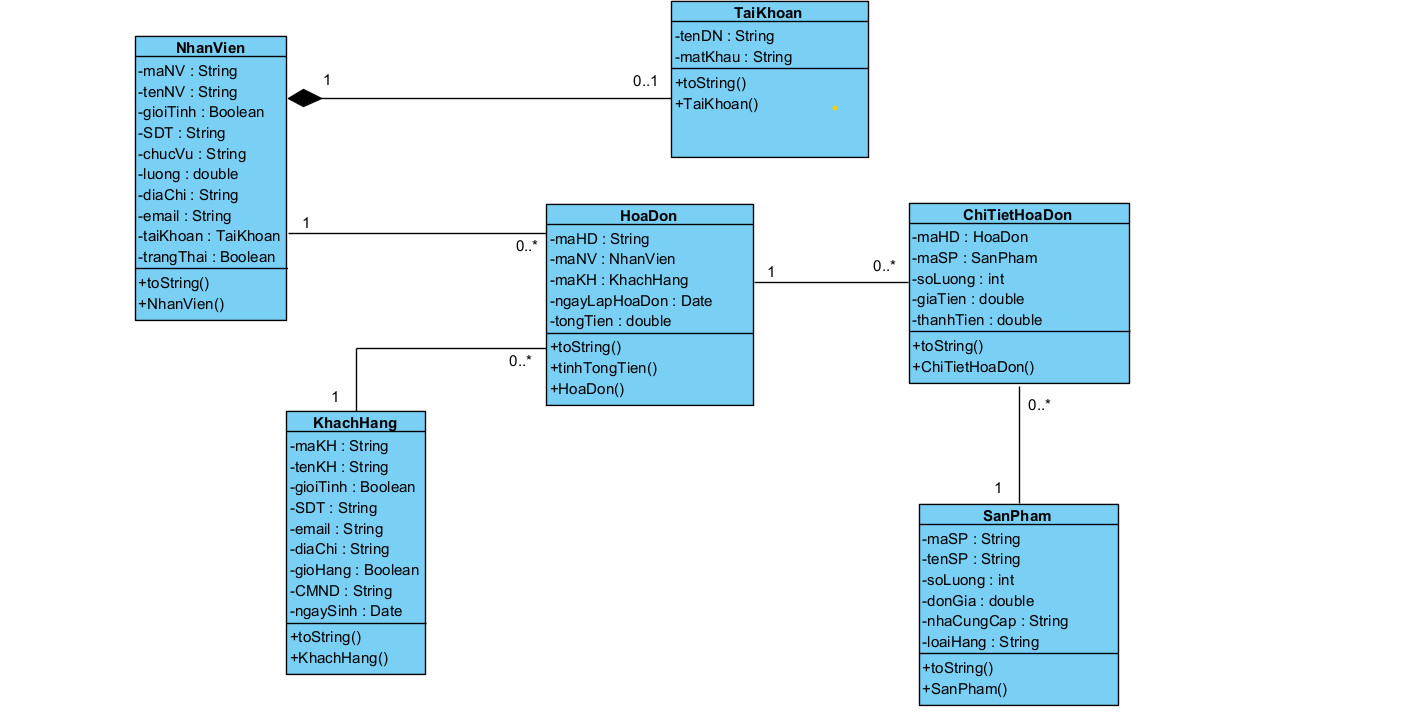 NhanVien
-maNV : String
-tenNV : String
-gioiTinh : Boolean
-SDT : String
-chucVu : String
-luong : double
-diaChi : String
-email : String
-taiKhoan : TaiKhoan
-trangThai : Boolean
+toString()
+NhanVien()
1
0..1
TaiKhoan
-tenDN : String
-matKhau : String
+toString()
+TaiKhoan()
1
0..*
HoaDon
-maHD : String
-maNV : NhanVien
-maKH : KhachHang
-ngayLapHoaDon : Date
-tongTien : double
+toString()
+tinhTongTien()
+HoaDon()
1
0..*
ChiTietHoaDon
-maHD : HoaDon
-maSP : SanPham
-soLuong : int
-giaTien : double
-thanhTien : double
+toString()
+ChiTietHoaDon()
0..*
1
KhachHang
-maKH : String
-tenKH : String
-gioiTinh : Boolean
-SDT : String
-email : String
-diaChi : String
-gioHang : Boolean
-CMND : String
-ngaySinh : Date
+toString()
+KhachHang()
0..*
1
SanPham
-maSP : String
-tenSP : String
-soLuong : int
-donGia : double
-nhaCungCap : String
-loaiHang : String
+toString()
+SanPham()